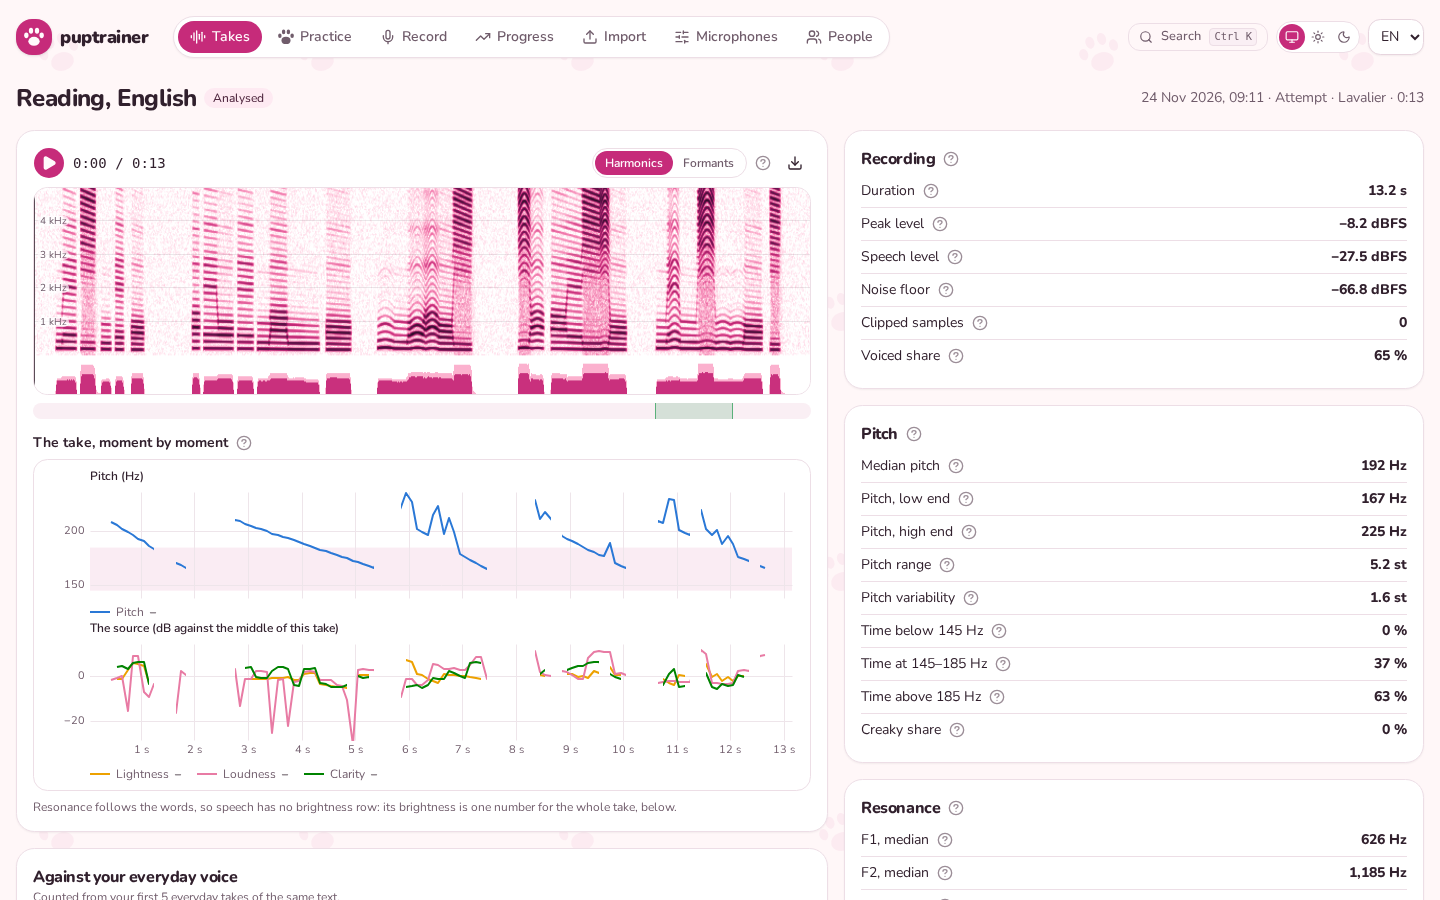 puptrainer
Takes
Practice
Record
Progress
Import
Microphones
People
Search Ctrl K
EN
Reading, English Analysed
24 Nov 2026, 09:11 · Attempt · Lavalier · 0:13
0:00 / 0:13
Harmonics Formants
4 kHz
3 kHz
2 kHz
1 kHz
The take, moment by moment
Pitch (Hz)
200
150
Pitch –
The source (dB against the middle of this take)
0
−20
1 s 2 s 3 s 4 s 5 s 6 s 7 s 8 s 9 s 10 s 11 s 12 s 13 s
Lightness – Loudness – Clarity –
Resonance follows the words, so speech has no brightness row: its brightness is one number for the whole take, below.
Against your everyday voice
Counted from your first 5 everyday takes of the same text
Recording
Duration 13.2 s
Peak level −8.2 dBFS
Speech level −27.5 dBFS
Noise floor −66.8 dBFS
Clipped samples 0
Voiced share 65 %
Pitch
Median pitch 192 Hz
Pitch, low end 167 Hz
Pitch, high end 225 Hz
Pitch range 5.2 st
Pitch variability 1.6 st
Time below 145 Hz 0 %
Time at 145–185 Hz 37 %
Time above 185 Hz 63 %
Creaky share 0 %
Resonance
F1, median 626 Hz
F2, median 1,185 Hz